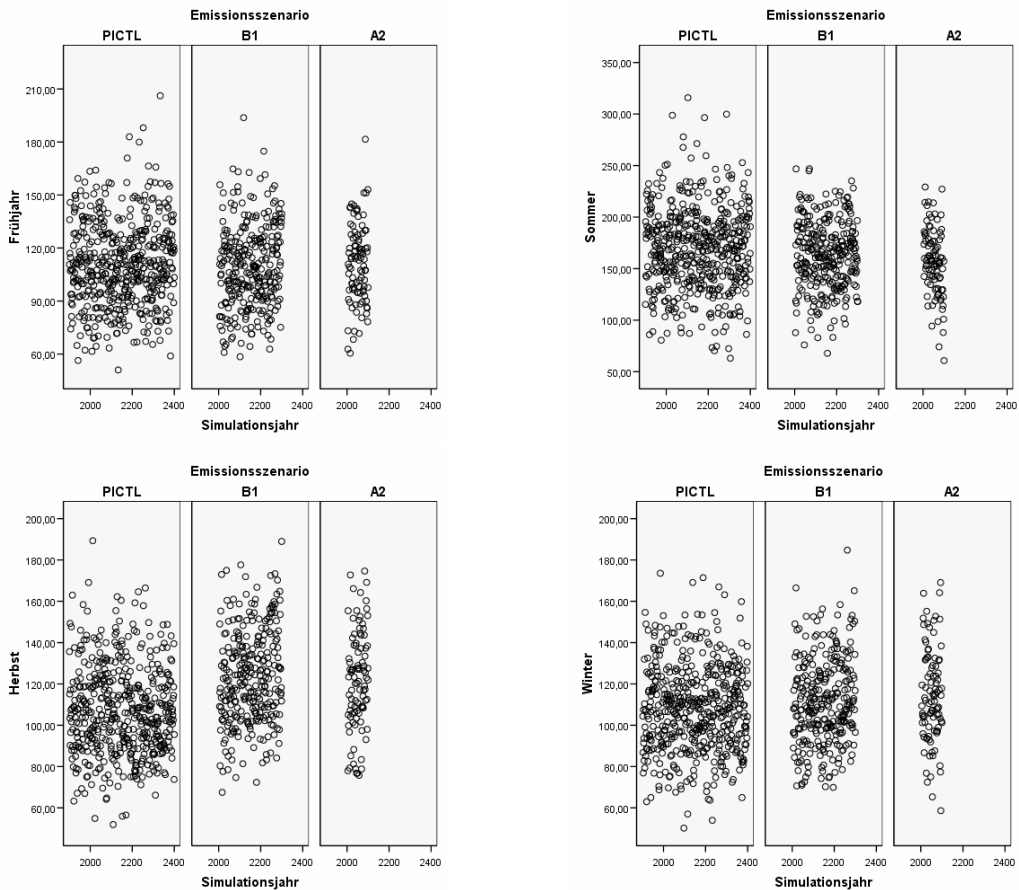 Emissionsszenario
PICTL B1 A2
210,00
180,00
150,00
120,00
90,00
60,00
Frühjahr
2000 2200 2400 2000 2200 2400 2000 2200 2400
Simulationsjahr
Emissionsszenario
PICTL B1 A2
350,00
300,00
250,00
200,00
150,00
100,00
50,00
Sommer
2000 2200 2400 2000 2200 2400 2000 2200 2400
Simulationsjahr
Emissionsszenario
PICTL B1 A2
200,00
180,00
160,00
140,00
120,00
100,00
80,00
60,00
Herbst
2000 2200 2400 2000 2200 2400 2000 2200 2400
Simulationsjahr
Emissionsszenario
PICTL B1 A2
200,00
180,00
160,00
140,00
120,00
100,00
80,00
60,00
Winter
2000 2200 2400 2000 2200 2400 2000 2200 2400
Simulationsjahr